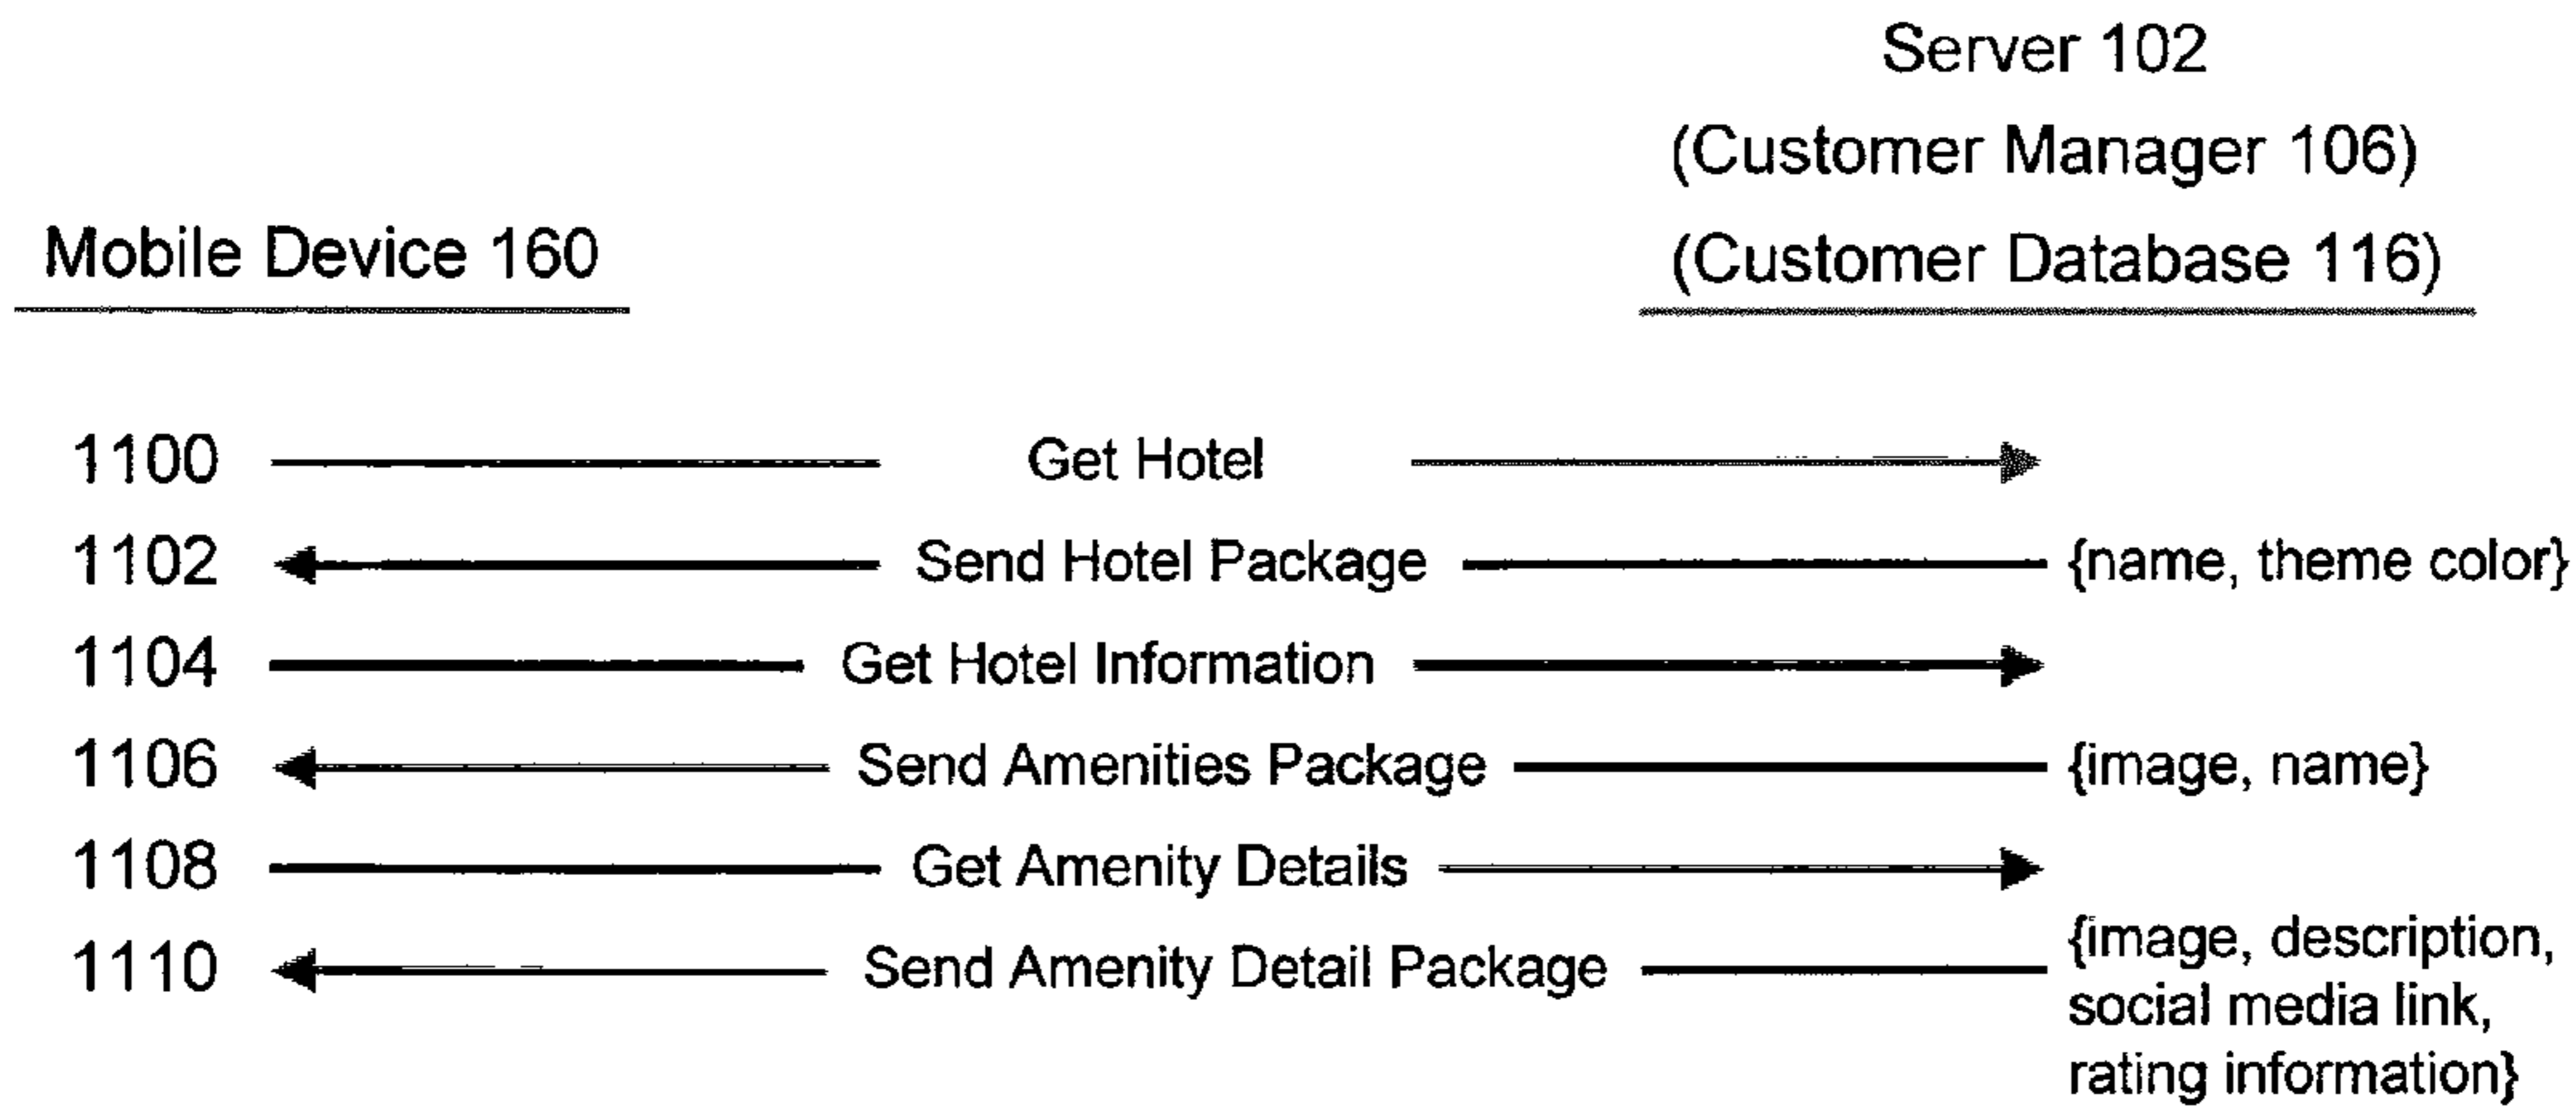 Server 102
(Customer Manager 106)
Mobile Device 160
(Customer Database 116)
1100 Get Hotel
1102 Send Hotel Package {name, theme color}
1104 Get Hotel Information
1106 Send Amenities Package {image, name}
1108 Get Amenity Details
1110 Send Amenity Detail Package {image, description,
social media link,
rating information}